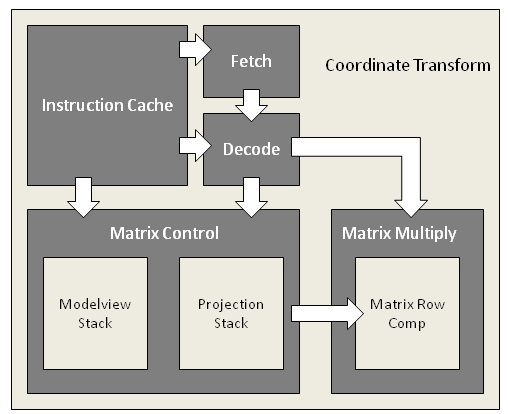 Fetch
Coordinate Transform
Instruction Cache
Decode
Matrix Control
Matrix Multiply
Modelview
Stack
Projection
Stack
Matrix Row
Comp